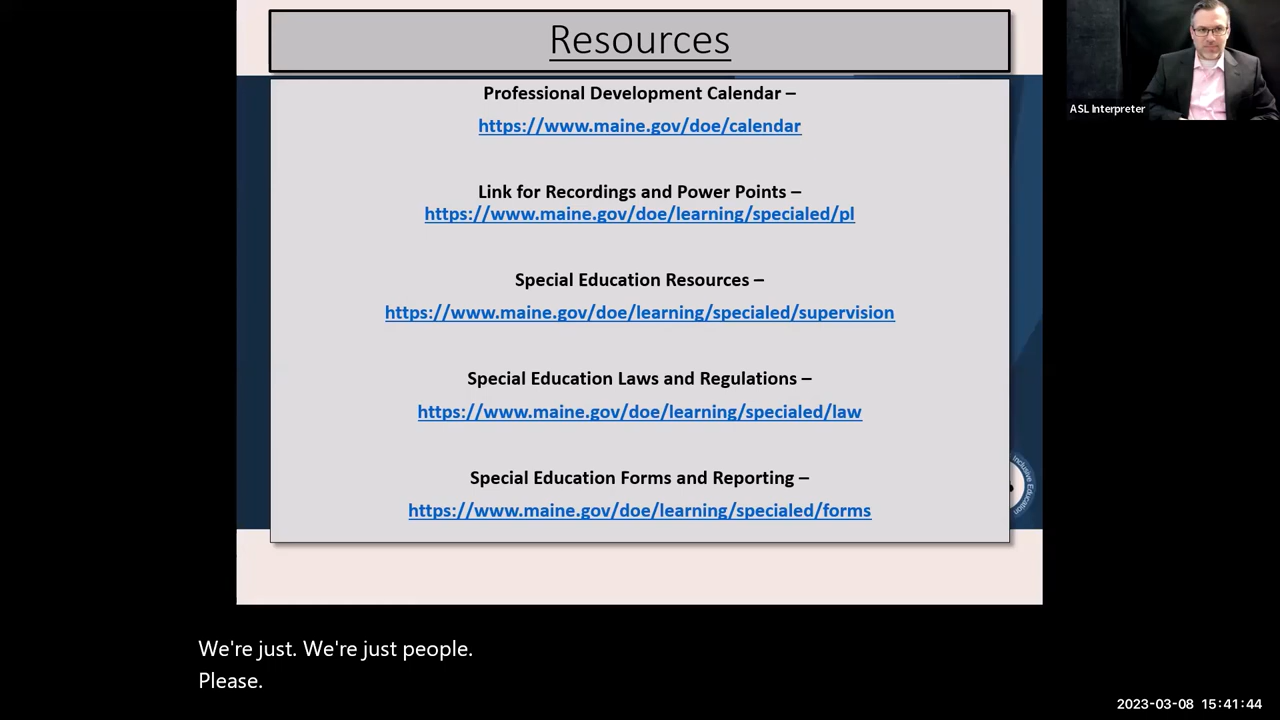 Resources
ASL Interpreter
Professional Development Calendar –
https://www.maine.gov/doe/calendar
Link for Recordings and Power Points –
https://www.maine.gov/doe/learning/specialed/pl
Special Education Resources –
https://www.maine.gov/doe/learning/specialed/supervision
Special Education Laws and Regulations –
https://www.maine.gov/doe/learning/specialed/law
Special Education Forms and Reporting –
https://www.maine.gov/doe/learning/specialed/forms
Inclusive Education
We're just. We're just people.
Please.
2023-03-08 15:41:44